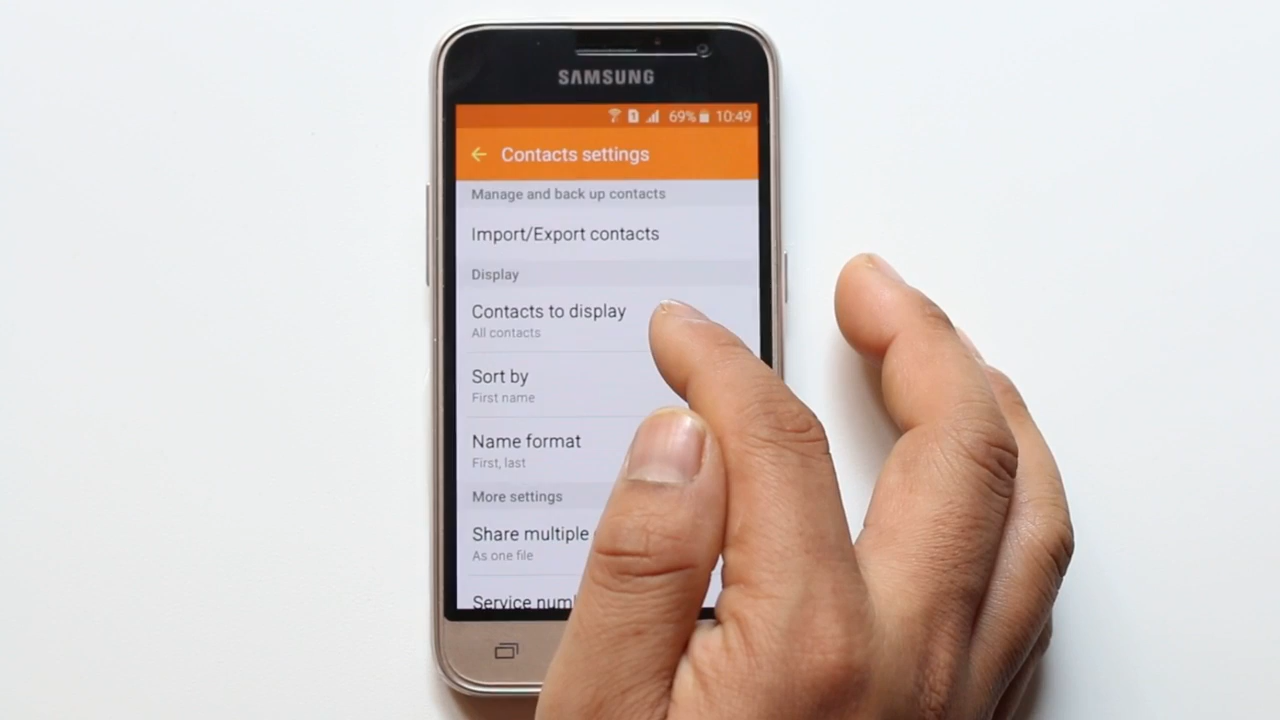 SAMSUNG
69% 10:49
Contacts settings
Manage and back up contacts
Import/Export contacts
Display
Contacts to display
All contacts
Sort by
First name
Name format
First, last
More settings
Share multiple
As one file
Service